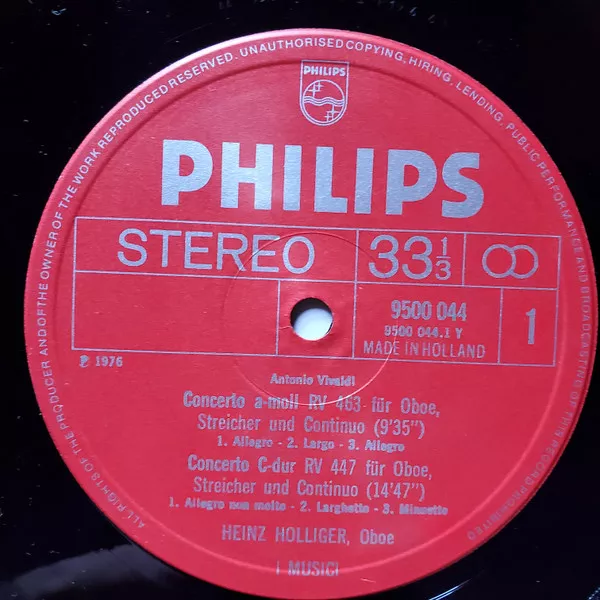 ALL RIGHTS OF THE PRODUCER AND OF THE OWNER OF THE WORK REPRODUCED RESERVED. UNAUTHORISED COPYING, HIRING, LENDING, PUBLIC PERFORMANCE AND BROADCASTING OF THIS RECORD PROHIBITED
PHILIPS
PHILIPS
STEREO 33 1/3
9500 044
9500 044.1 Y
MADE IN HOLLAND
1
℗ 1976
Antonio Vivaldi
Concerto a-moll RV 463 für Oboe,
Streicher und Continuo (9'35")
1. Allegro - 2. Largo - 3. Allegro
Concerto C-dur RV 447 für Oboe,
Streicher und Continuo (14'47")
1. Allegro non molto - 2. Larghetto - 3. Minuetto
HEINZ HOLLIGER, Oboe
I MUSICI